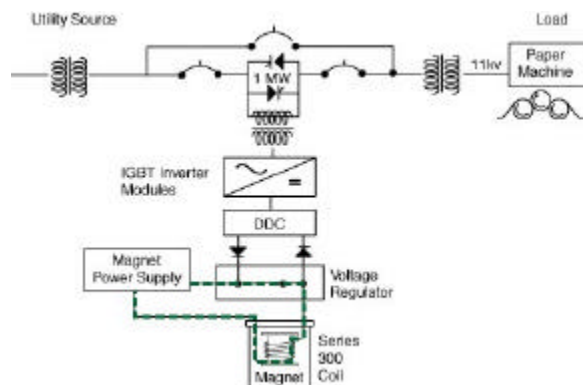 Utility Source
Load
1 MW
11kv
Paper
Machine
IGBT Inverter
Modules
DDC
Magnet
Power Supply
Voltage
Regulator
Series
300
Coil
Magnet